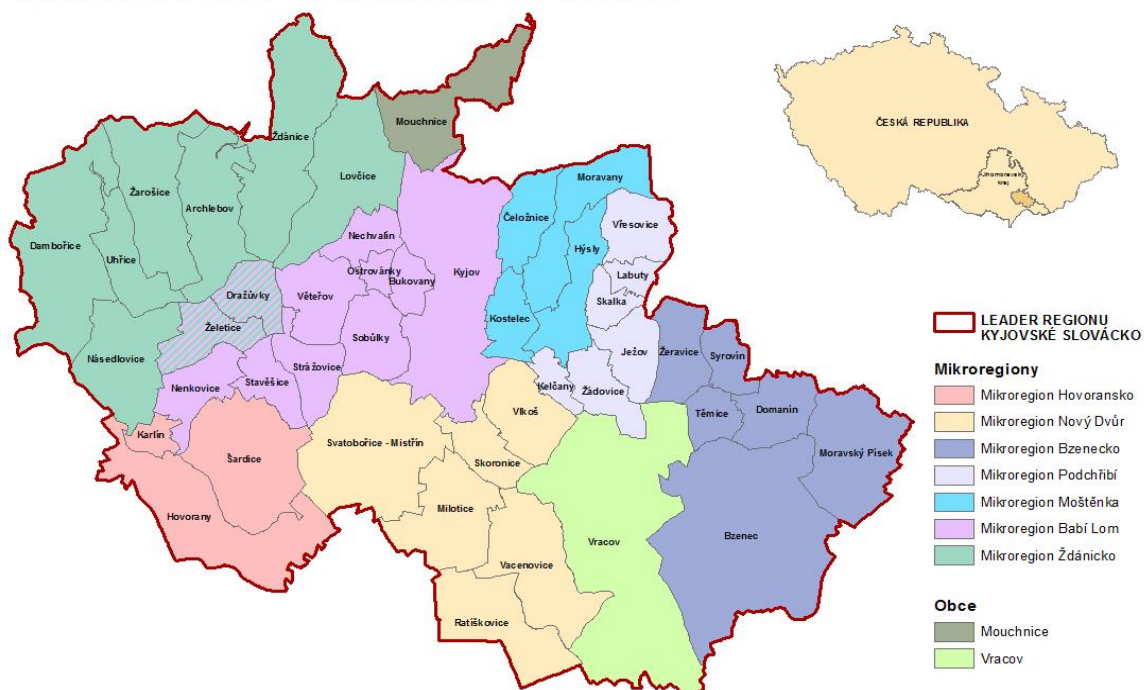 ČESKÁ REPUBLIKA
Jihomoravský
kraj
Mouchnice
Ždánice
Lovčice
Žarošice
Archlebov
Dambořice
Uhřice
Moravany
Čeložnice
Vřesovice
Hýsly
Nechvalín
Ostrovánky
Bukovany
Kyjov
Labuty
Skalka
Dražůvky
Věteřov
Želetice
Sobůlky
Kostelec
Ježov
Žeravice
Syrovín
Násedlovice
Nenkovice
Stavěšice
Strážovice
Kelčany
Žádovice
Těmice
Domanín
Vlkoš
Karlín
Šardice
Svatobořice - Mistřín
Skoronice
Moravský Písek
Hovorany
Milotice
Vracov
Bzenec
Vacenovice
Ratíškovice
LEADER REGIONU
KYJOVSKÉ SLOVÁCKO
Mikroregiony
Mikroregion Hovoransko
Mikroregion Nový Dvůr
Mikroregion Bzenecko
Mikroregion Podchřibí
Mikroregion Moštěnka
Mikroregion Babí Lom
Mikroregion Ždánicko
Obce
Mouchnice
Vracov